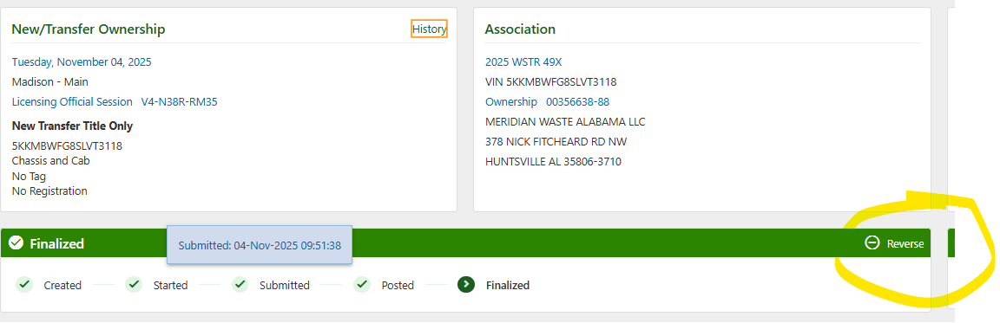 New/Transfer Ownership
History
Tuesday, November 04, 2025
Madison - Main
Licensing Official Session V4-N38R-RM35
New Transfer Title Only
5KKMBWFG8SLVT3118
Chassis and Cab
No Tag
No Registration
Association
2025 WSTR 49X
VIN 5KKMBWFG8SLVT3118
Ownership 00356638-88
MERIDIAN WASTE ALABAMA LLC
378 NICK FITCHEARD RD NW
HUNTSVILLE AL 35806-3710
Finalized
Submitted: 04-Nov-2025 09:51:38
Reverse
Created
Started
Submitted
Posted
Finalized